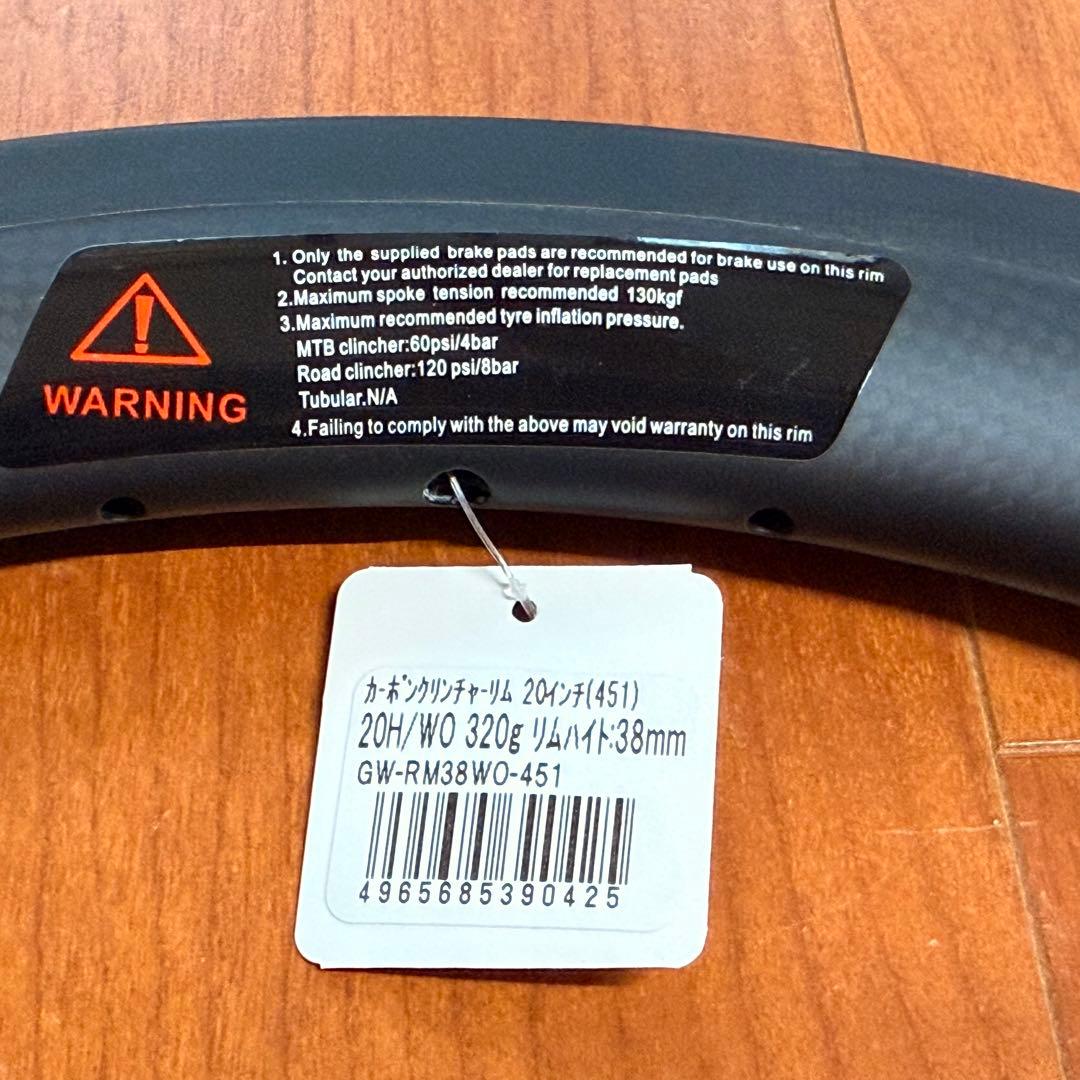 WARNING
1. Only the supplied brake pads are recommended for brake use on this rim
Contact your authorized dealer for replacement pads
2.Maximum spoke tension recommended 130kgf
3.Maximum recommended tyre inflation pressure.
MTB clincher:60psi/4bar
Road clincher:120 psi/8bar
Tubular.N/A
4.Failing to comply with the above may void warranty on this rim
ｶｰﾎﾞﾝｸﾘﾝﾁｬｰﾘﾑ 20ｲﾝﾁ(451)
20H/WO 320g ﾘﾑﾊｲﾄ:38mm
GW-RM38WO-451
4965685390425